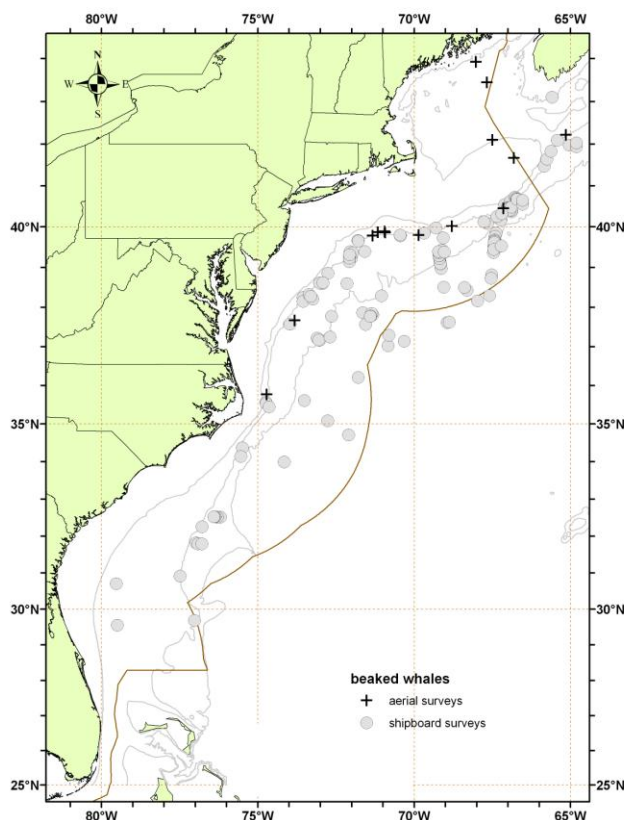 80°W 75°W 70°W 65°W
N
W E
S
40°N 40°N
35°N 35°N
30°N 30°N
beaked whales
aerial surveys
shipboard surveys
25°N 25°N
80°W 75°W 70°W 65°W